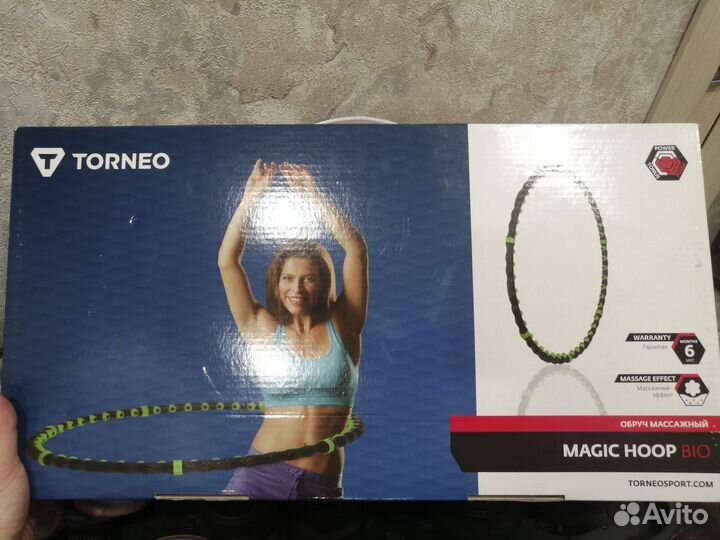 TORNEO
POWER
WARRANTY
Гарантия
MONTHS
6
МЕС.
MASSAGE EFFECT
Массажный
эффект
ОБРУЧ МАССАЖНЫЙ
MAGIC HOOP BIO
TORNEOSPORT.COM
Avito